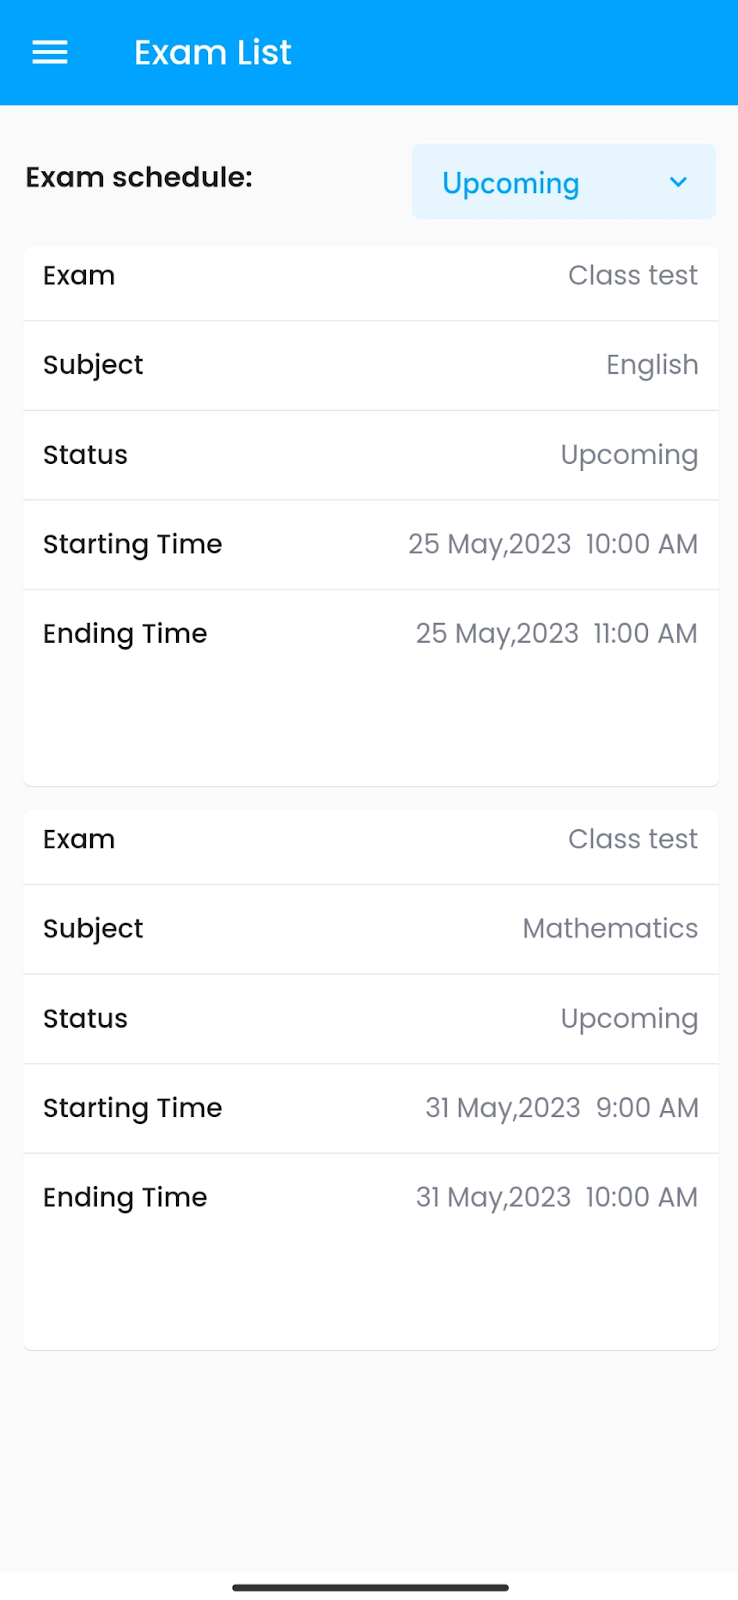 Exam List
Exam schedule: Upcoming
Exam Class test
Subject English
Status Upcoming
Starting Time 25 May,2023 10:00 AM
Ending Time 25 May,2023 11:00 AM
Exam Class test
Subject Mathematics
Status Upcoming
Starting Time 31 May,2023 9:00 AM
Ending Time 31 May,2023 10:00 AM